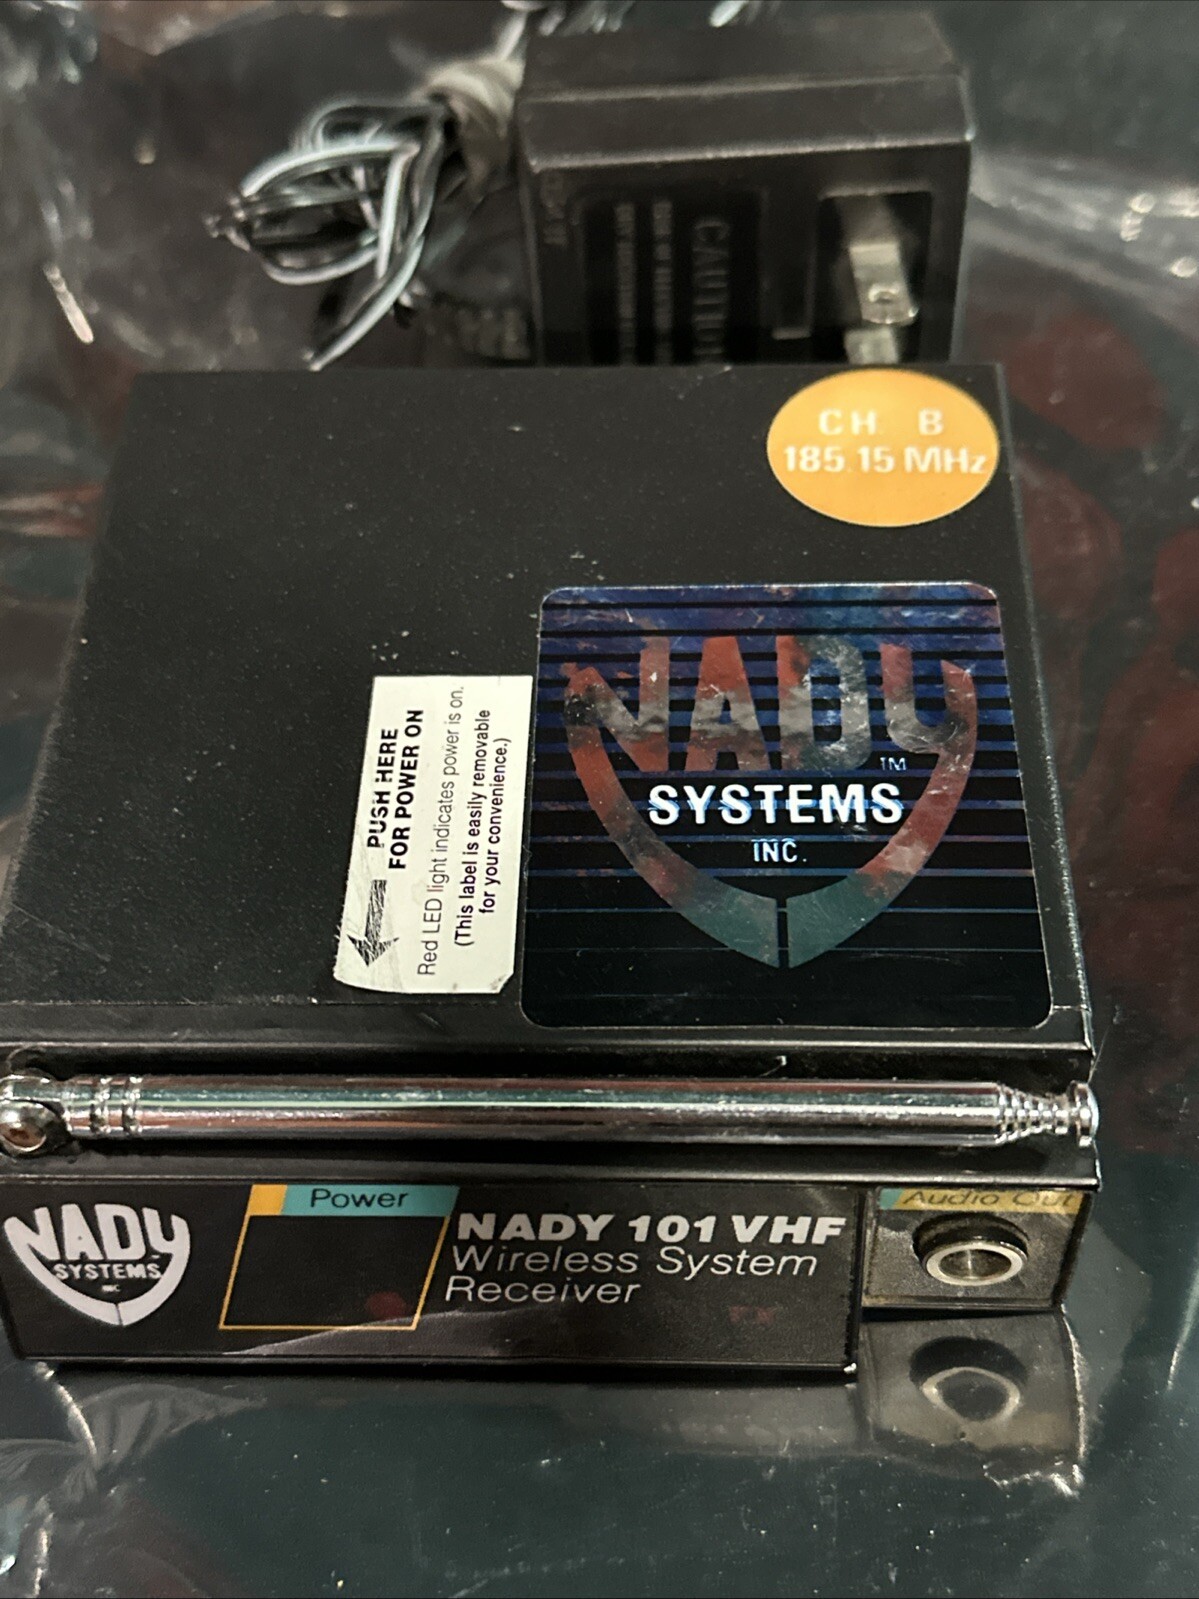 CAUTION
CH. B
185.15 MHz
NADY
TM
SYSTEMS
INC.
PUSH HERE
FOR POWER ON
Red LED light indicates power is on.
(This label is easily removable
for your convenience.)
NADY
SYSTEMS
Power
NADY 101 VHF
Wireless System
Receiver
Audio Out